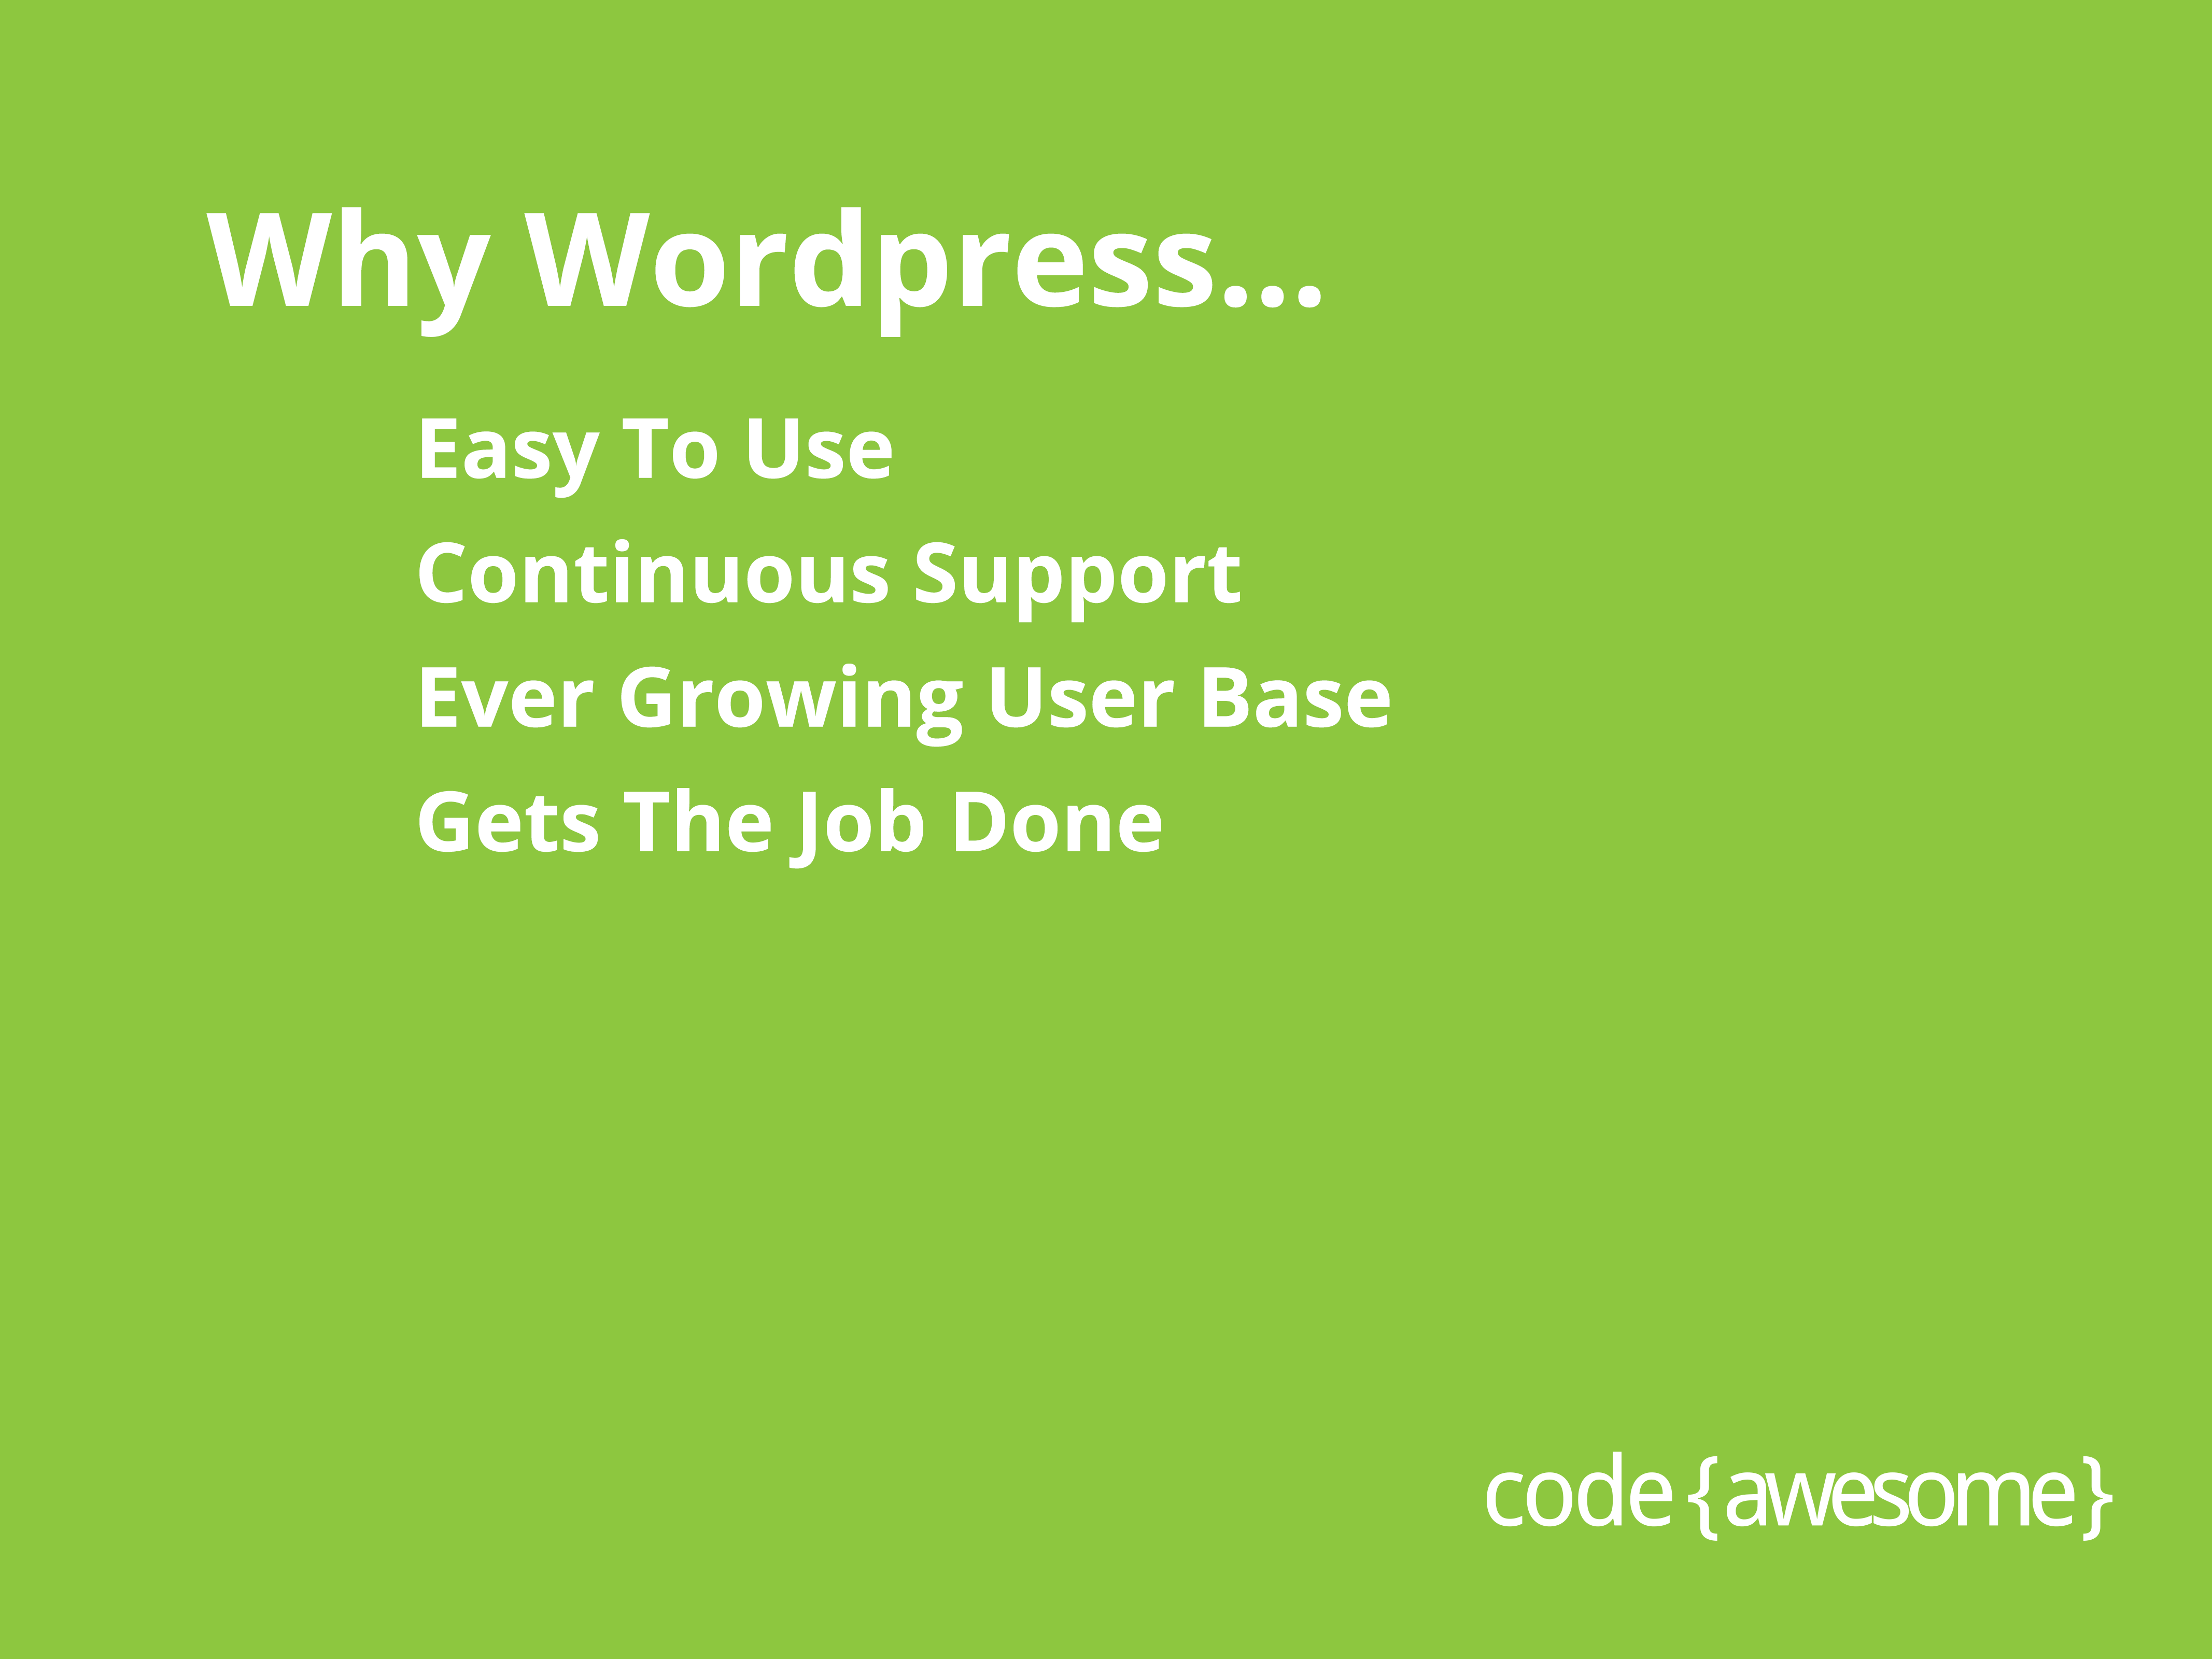 Why Wordpress...
Easy To Use
Continuous Support
Ever Growing User Base
Gets The Job Done
code {awesome}